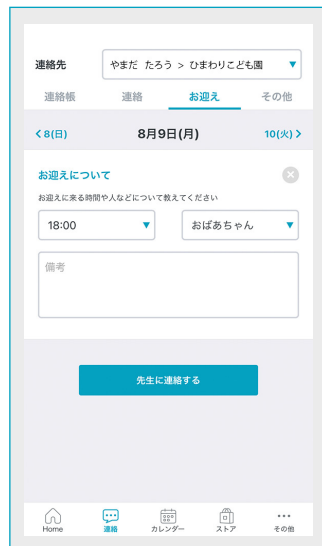 連絡先 やまだ たろう > ひまわりこども園 ▼
連絡帳 連絡 お迎え その他
< 8(日) 8月9日(月) 10(火) >
お迎えについて
お迎えに来る時間や人などについて教えてください
18:00 ▼ おばあちゃん ▼
備考
先生に連絡する
Home 連絡 カレンダー ストア その他